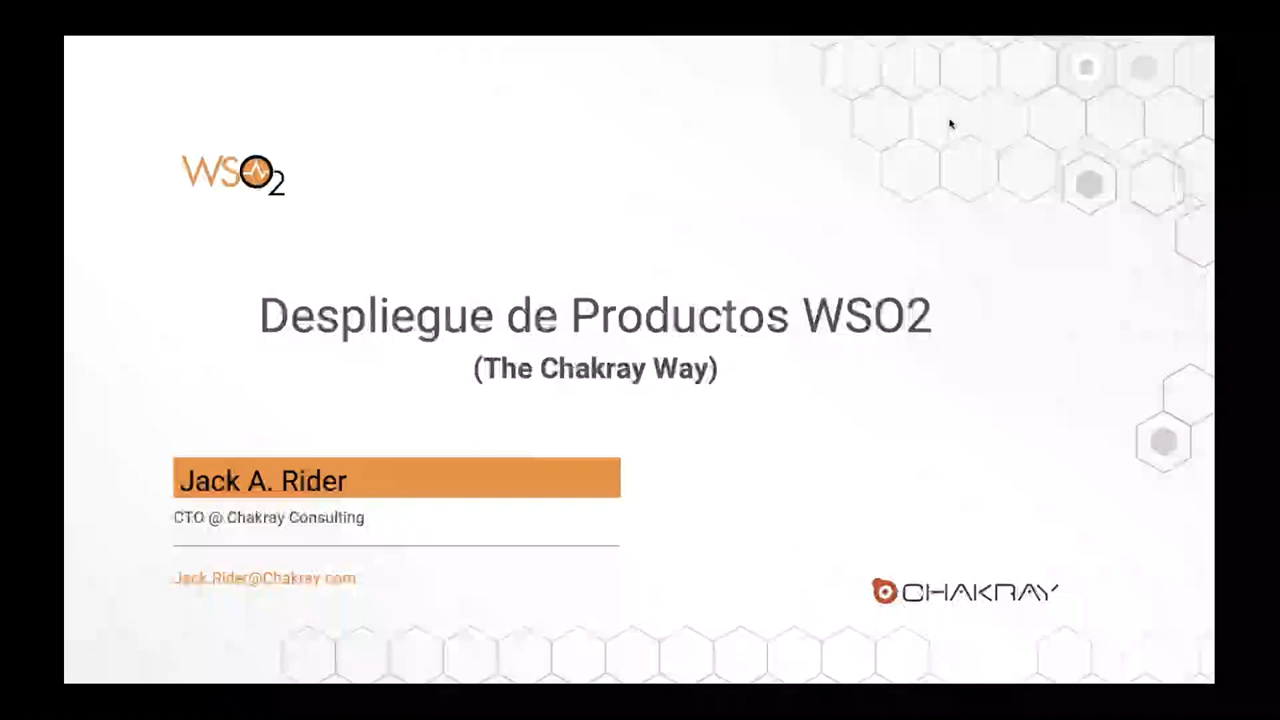 WSO2
Despliegue de Productos WSO2
(The Chakray Way)
Jack A. Rider
CTO @ Chakray Consulting
Jack.Rider@Chakray.com
CHAKRAY